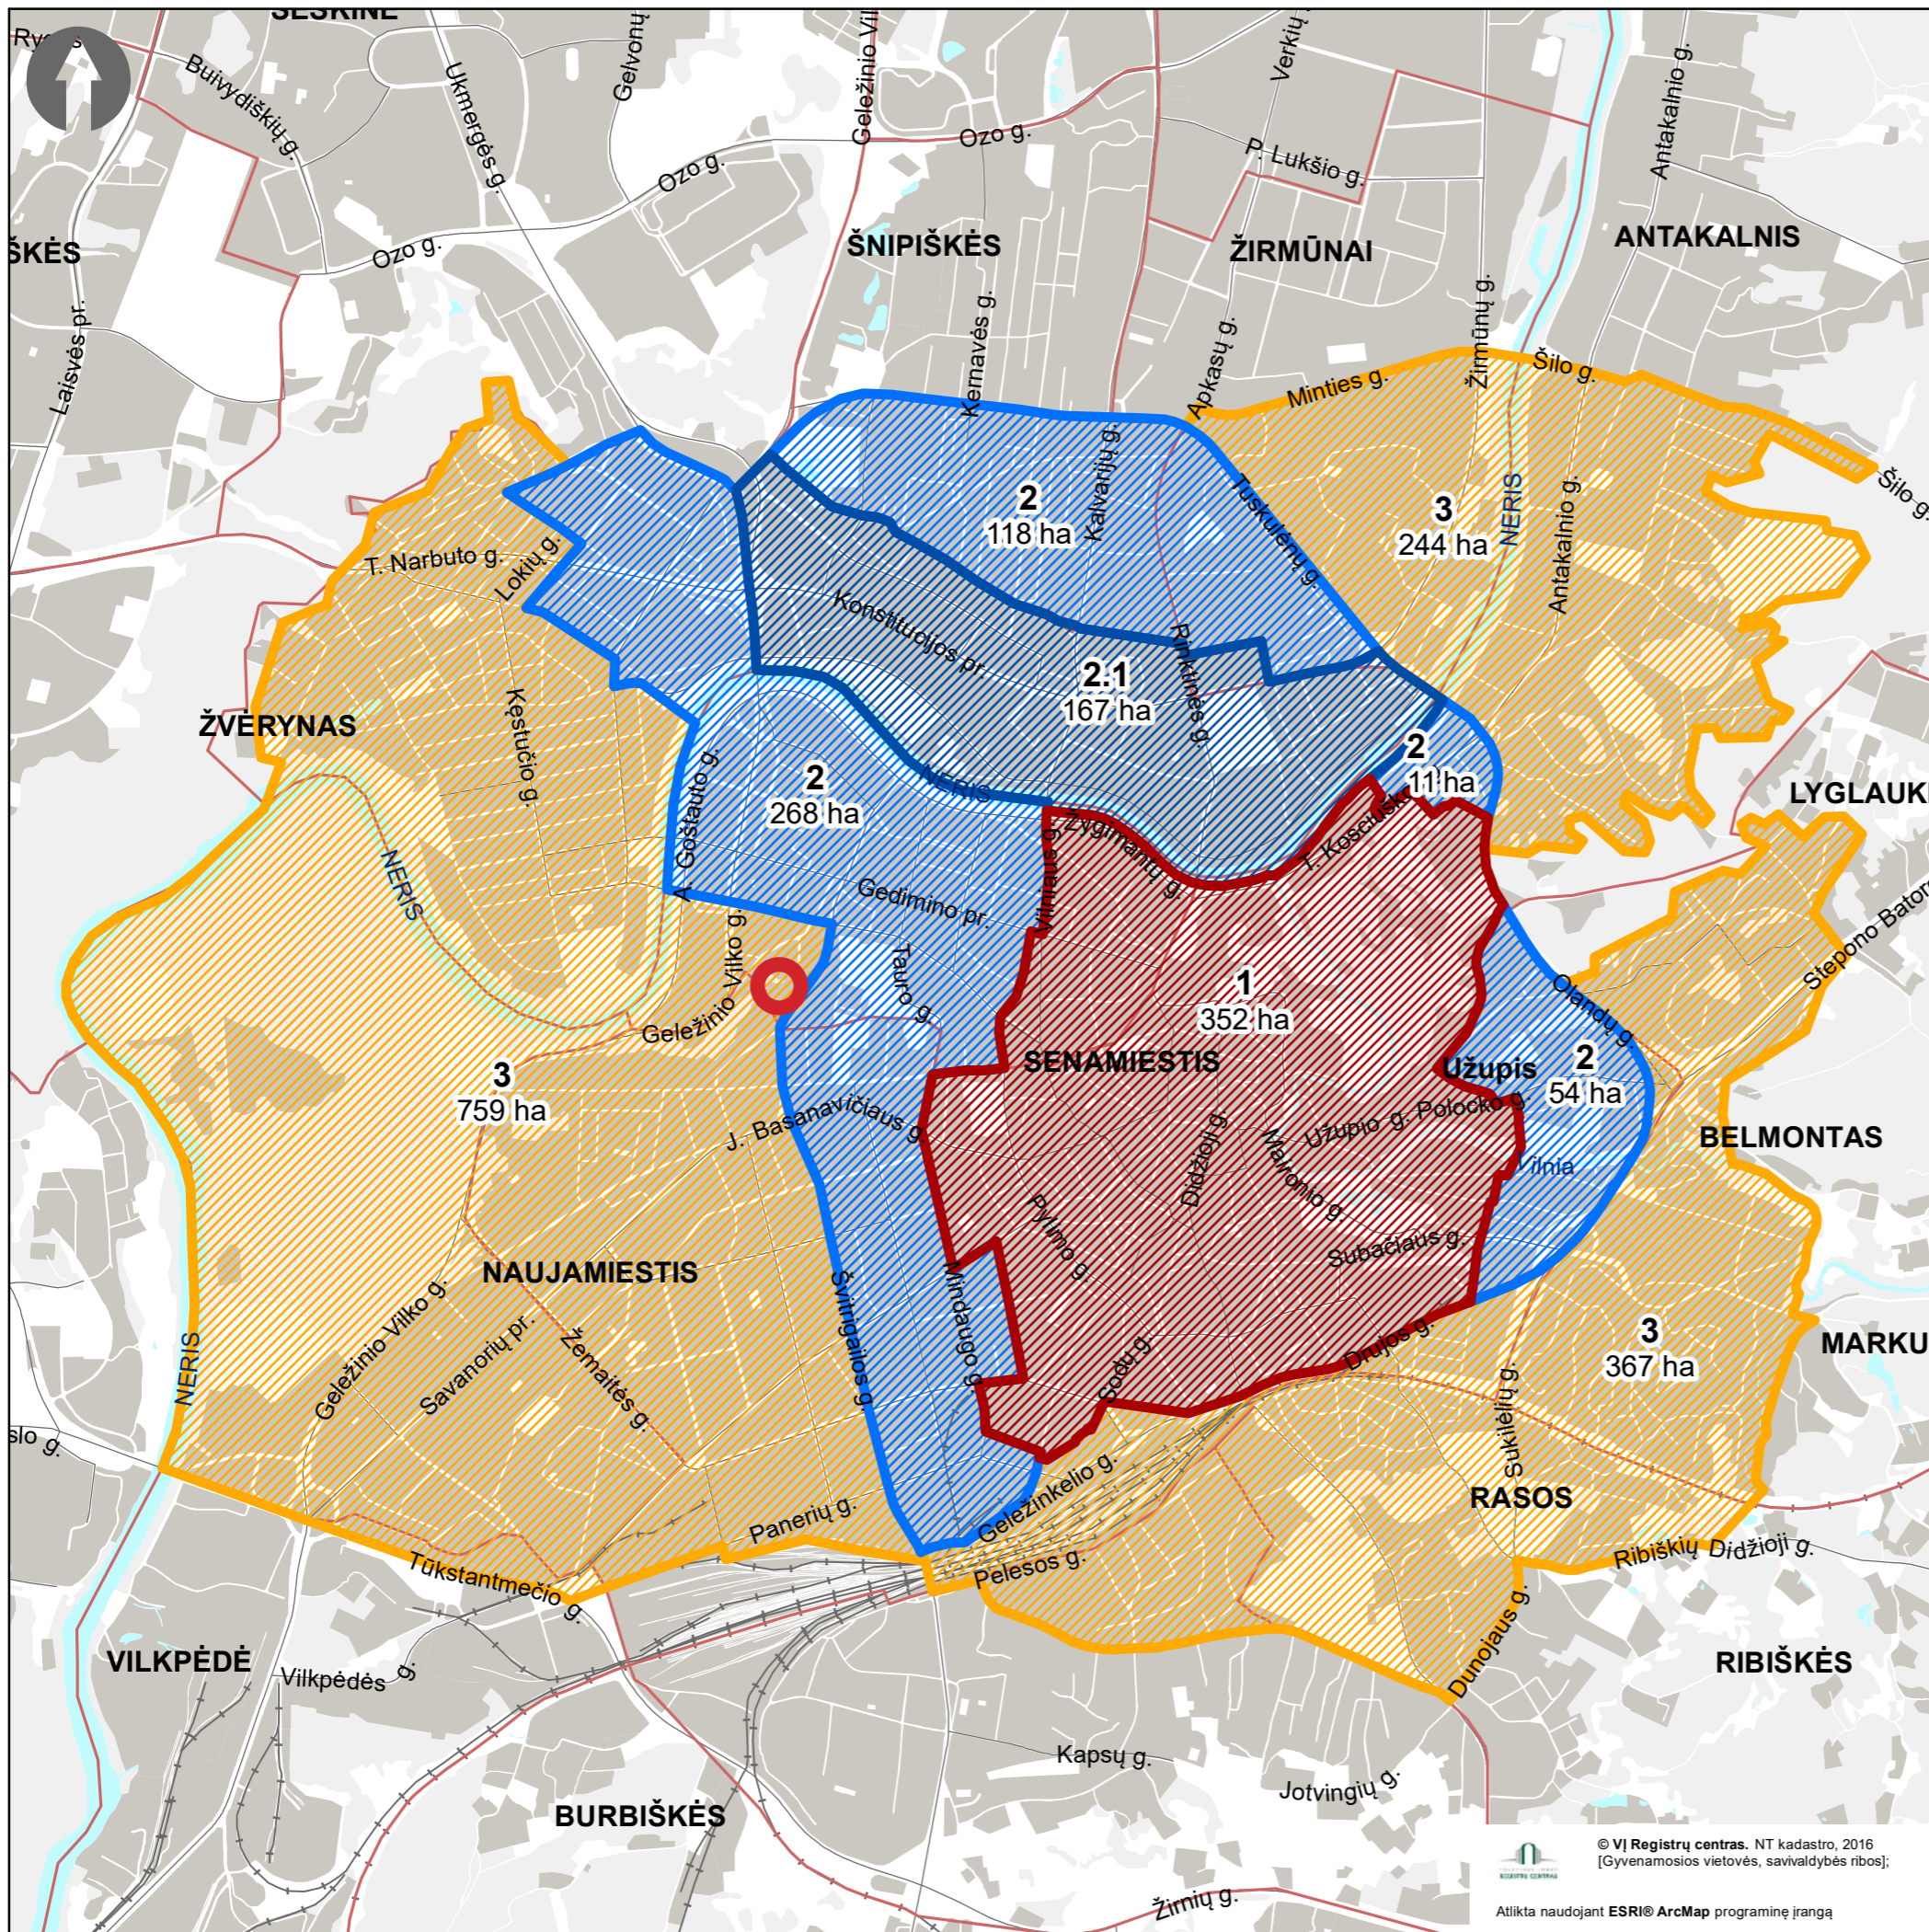 ŠEŠKINĖ
Buivydiškių g.
Ukmergės g.
Gelvonų
Geležinio Vil
Verkių
Antakalnio g.
Ozo g.
Ozo g.
P. Lukšio g.
Ozo g.
ŠKĖS
ŠNIPIŠKĖS
ŽIRMŪNAI
ANTAKALNIS
Laisvės pr.
Kernavės g.
Apkasų g.
Žirmūnų g.
Minties g.
Šilo g.
Kalvarijų g.
Tuskulėnų g.
Šilo g.
2
118 ha
3
244 ha
NERIS
Antakalnio g.
T. Narbuto g.
Lokių g.
Konstitucijos pr.
Rinktinės g.
2.1
167 ha
Kęstučio g.
ŽVĖRYNAS
A. Goštauto g.
2
268 ha
NERIS
2
11 ha
LYGLAUKI
Žygimantų g.
T. Kosciuškos
NERIS
Vilniaus g.
Gedimino pr.
Geležinio Vilko g.
Tauro g.
Stepono Batoro
1
352 ha
Olandų g.
SENAMIESTIS
Užupis
2
54 ha
3
759 ha
J. Basanavičiaus g.
Užupio g.
Polocko g.
BELMONTAS
Didžioji g.
Maironio g.
Vilnia
Pylimo g.
Subačiaus g.
NAUJAMIESTIS
Švitrigailos g.
Mindaugo g.
Sodų g.
Drujos g.
3
367 ha
MARKU
NERIS
Geležinio Vilko g.
Savanorių pr.
Žemaitės g.
slo g.
Sukilėlių g.
RASOS
Panerių g.
Geležinkelio g.
Pelesos g.
Tūkstantmečio g.
Ribiškių
Didžioji g.
Dunojaus g.
VILKPĖDĖ
Vilkpėdės g.
RIBIŠKĖS
Kapsų g.
Jotvingių g.
BURBIŠKĖS
Žirnių g.
© VĮ Registrų centras. NT kadastro, 2016
[Gyvenamosios vietovės, savivaldybės ribos];
REGISTRŲ CENTRAS
Atlikta naudojant ESRI® ArcMap programinę įrangą